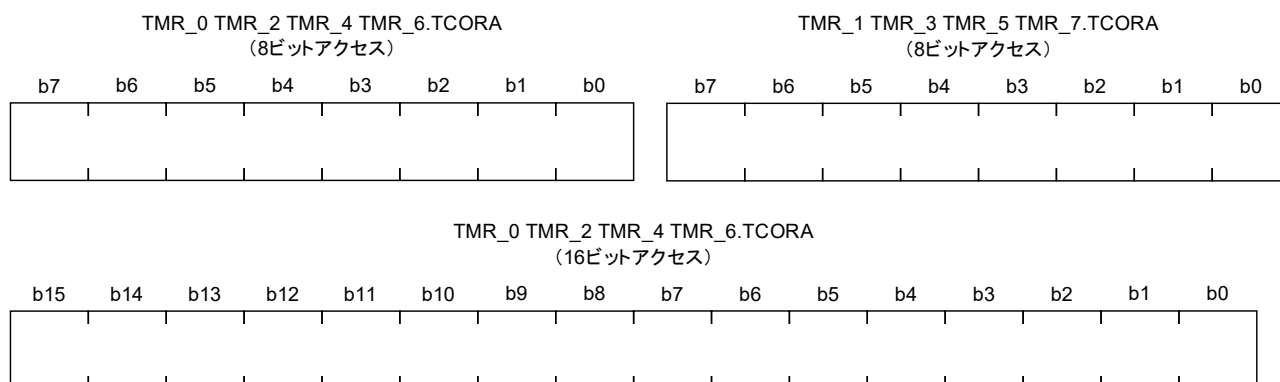 TMR_0 TMR_2 TMR_4 TMR_6.TCORA
（8ビットアクセス）
b7 b6 b5 b4 b3 b2 b1 b0
TMR_1 TMR_3 TMR_5 TMR_7.TCORA
（8ビットアクセス）
b7 b6 b5 b4 b3 b2 b1 b0
TMR_0 TMR_2 TMR_4 TMR_6.TCORA
（16ビットアクセス）
b15 b14 b13 b12 b11 b10 b9 b8 b7 b6 b5 b4 b3 b2 b1 b0